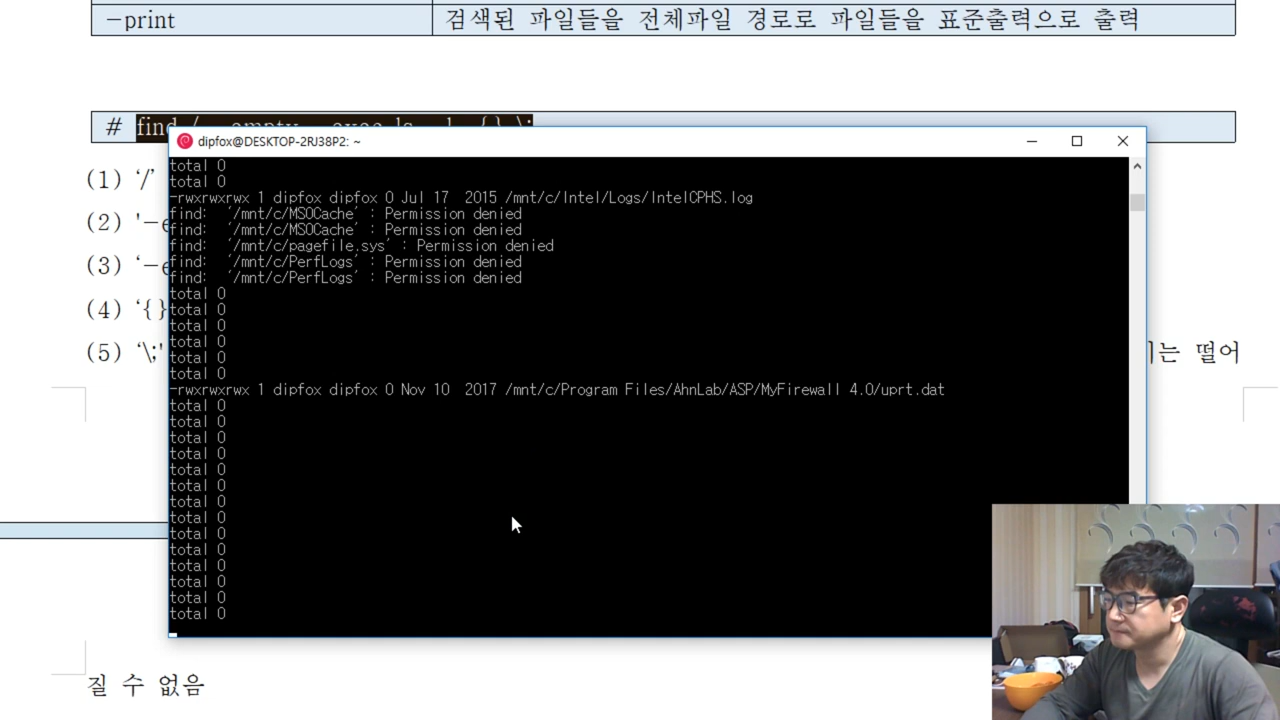 -print
검색된 파일들을 전체파일 경로로 파일들을 표준출력으로 출력
# find / -empty -exec ls -l {} \;
dipfox@DESKTOP-2RJ38P2: ~
(1) ‘/’
(2) '-e
(3) ‘-e
(4) ‘{}
(5) ‘\;'
는 떨어
total 0
total 0
-rwxrwxrwx 1 dipfox dipfox 0 Jul 17  2015 /mnt/c/Intel/Logs/IntelCPHS.log
find: ‘/mnt/c/MSOCache’: Permission denied
find: ‘/mnt/c/MSOCache’: Permission denied
find: ‘/mnt/c/pagefile.sys’: Permission denied
find: ‘/mnt/c/PerfLogs’: Permission denied
find: ‘/mnt/c/PerfLogs’: Permission denied
total 0
total 0
total 0
total 0
total 0
total 0
-rwxrwxrwx 1 dipfox dipfox 0 Nov 10  2017 /mnt/c/Program Files/AhnLab/ASP/MyFirewall 4.0/uprt.dat
total 0
total 0
total 0
total 0
total 0
total 0
total 0
total 0
total 0
total 0
total 0
total 0
total 0
total 0
질 수 없음